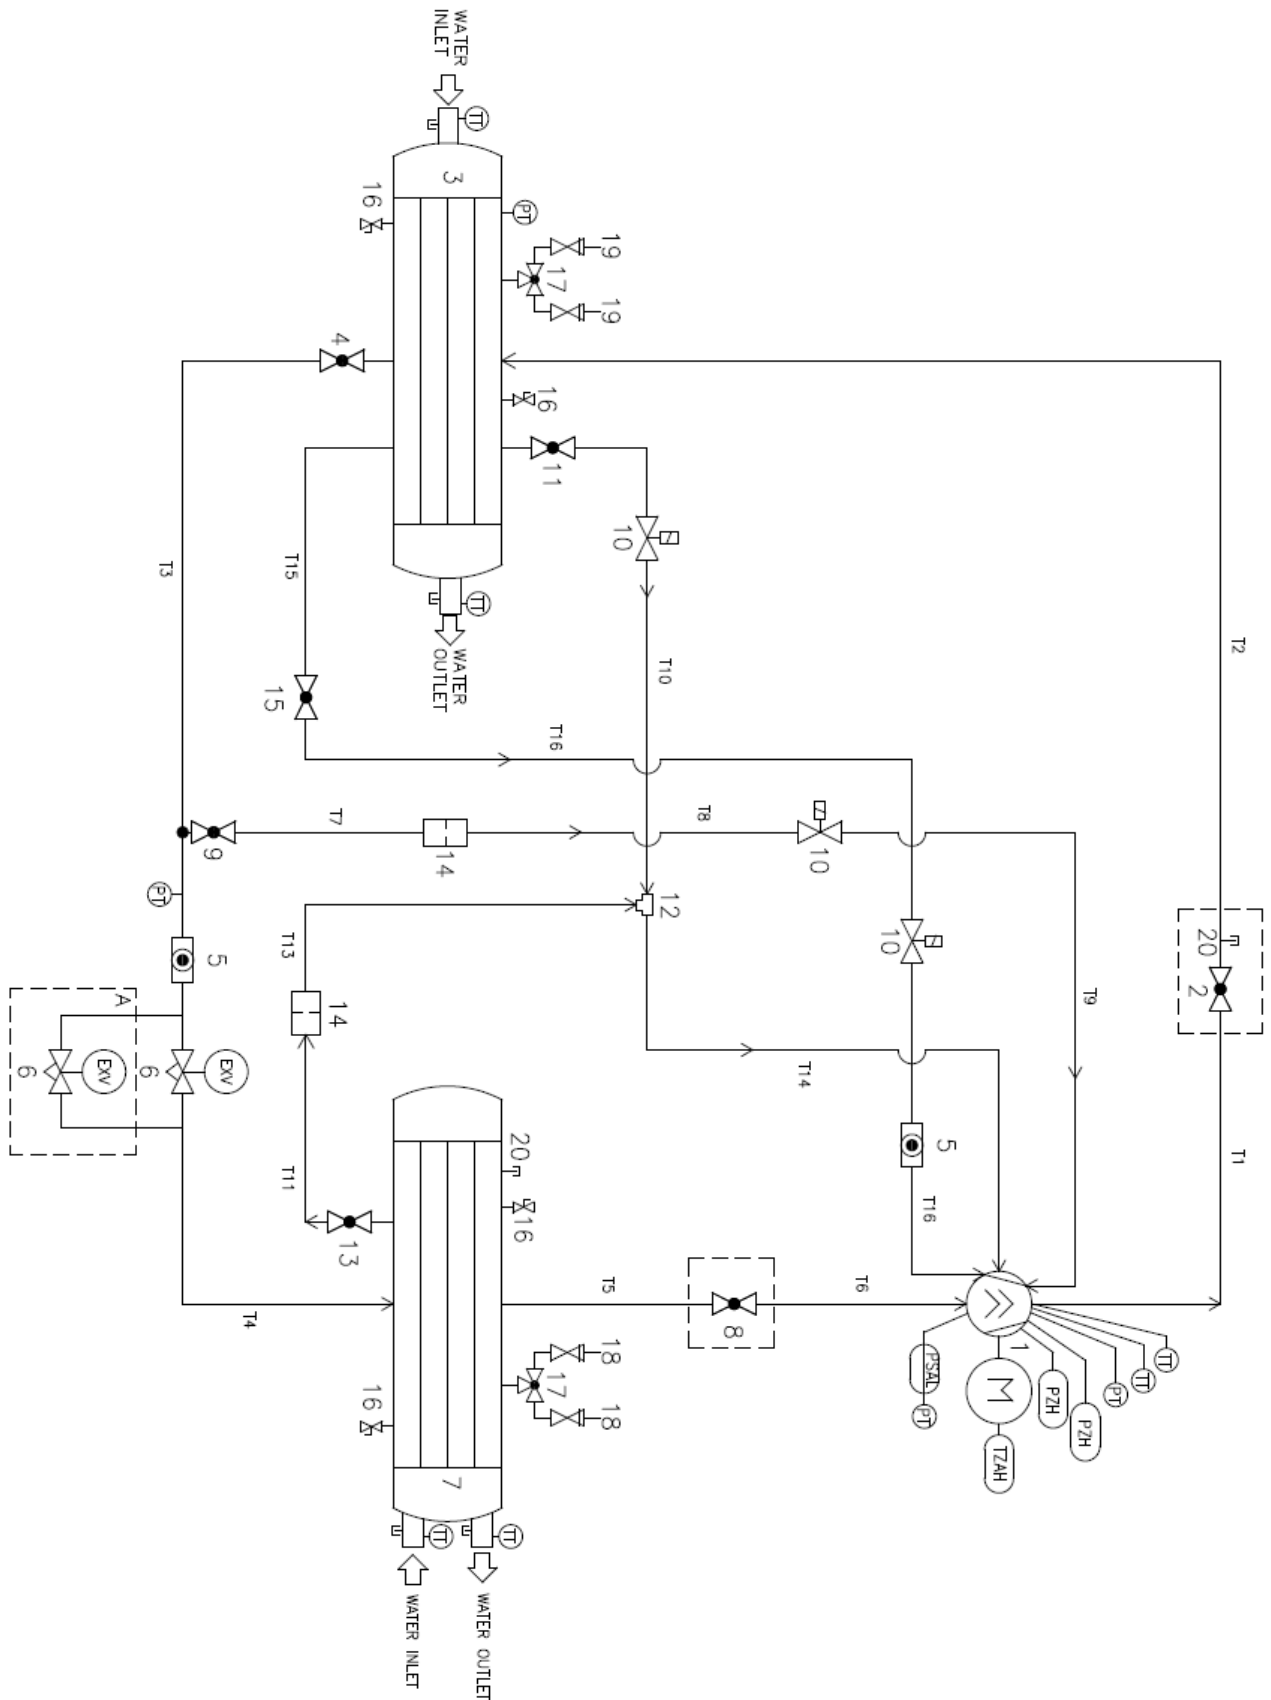 T2
T1
20
2
TT
TT
PT
PZH
PZH
T9
1
M
TZAH
5
T16
PSAL
PT
10
T6
10
T14
8
T8
12
T10
10
19
19
18
18
T5
T16
17
11
17
16
PT
20
16
TT
TT
TT
TT
WATER INLET
3
WATER OUTLET
7
WATER OUTLET
WATER INLET
14
16
4
T7
14
13
16
T15
T13
T11
15
5
9
EXV
6
T4
T3
PT
A
EXV
6